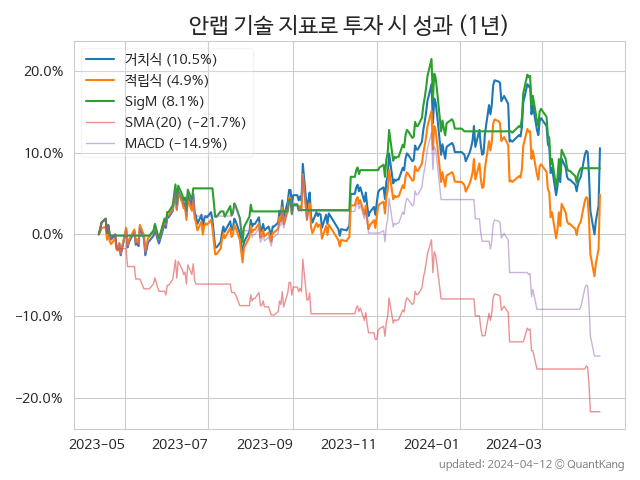 안랩 기술 지표로 투자 시 성과 (1년)
거치식 (10.5%)
적립식 (4.9%)
SigM (8.1%)
SMA(20) (−21.7%)
MACD (−14.9%)
20.0%
10.0%
0.0%
−10.0%
−20.0%
2023-05 2023-07 2023-09 2023-11 2024-01 2024-03
updated: 2024-04-12 © QuantKang